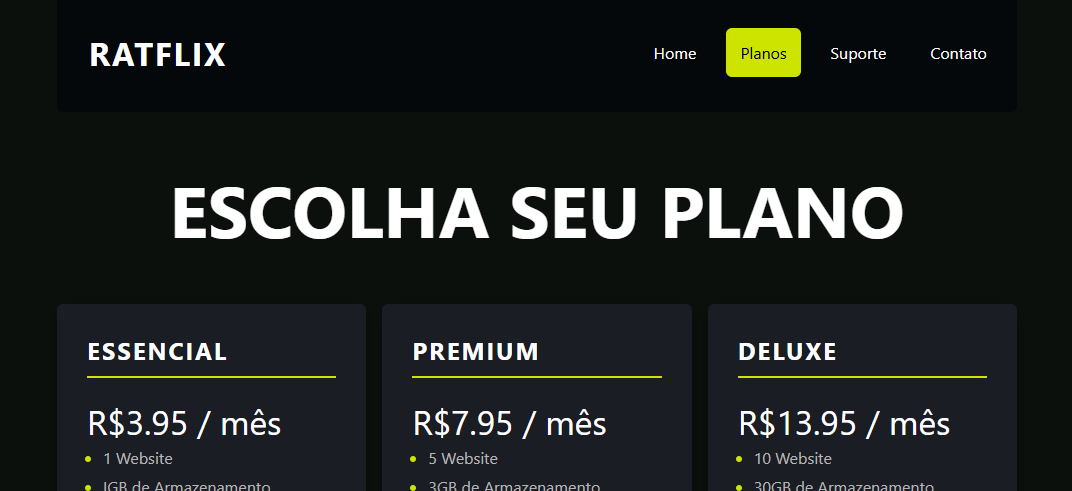 RATFLIX
Home Planos Suporte Contato
ESCOLHA SEU PLANO
ESSENCIAL
R$3.95 / mês
1 Website
IGB de Armazenamento
PREMIUM
R$7.95 / mês
5 Website
3GB de Armazenamento
DELUXE
R$13.95 / mês
10 Website
30GB de Armazenamento